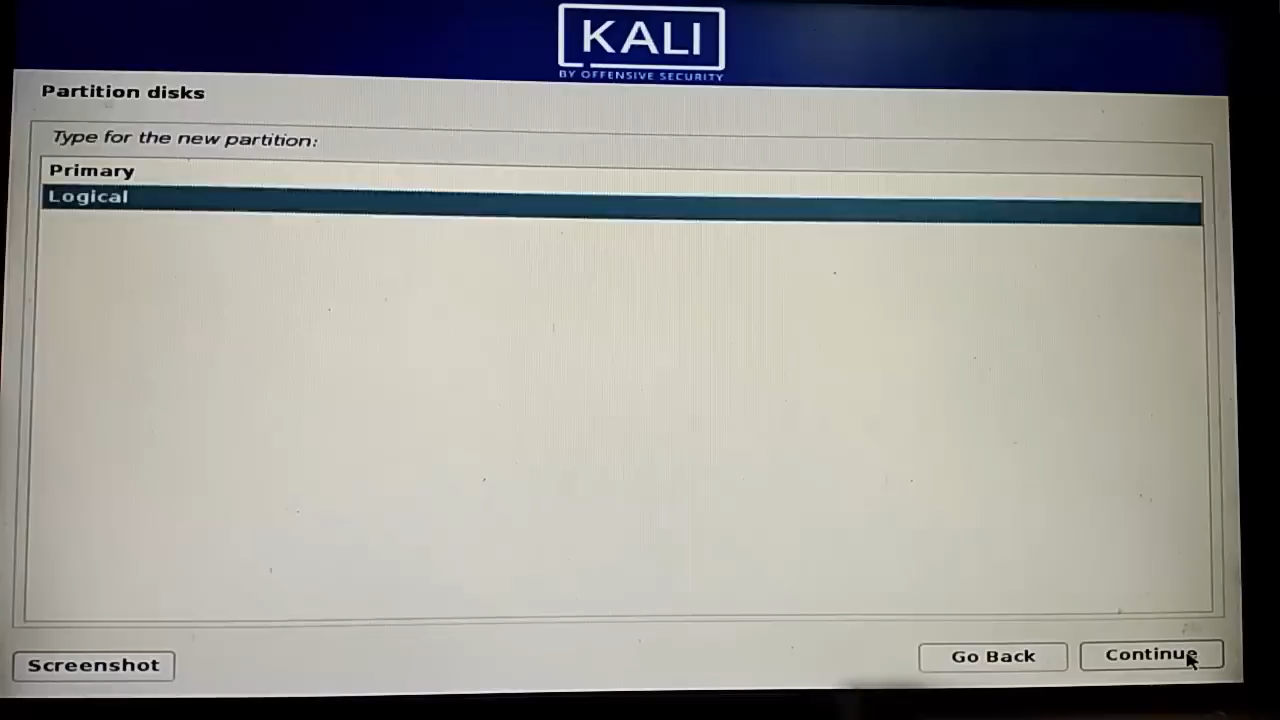 KALI
BY OFFENSIVE SECURITY
Partition disks
Type for the new partition:
Primary
Logical
Screenshot
Go Back
Continue